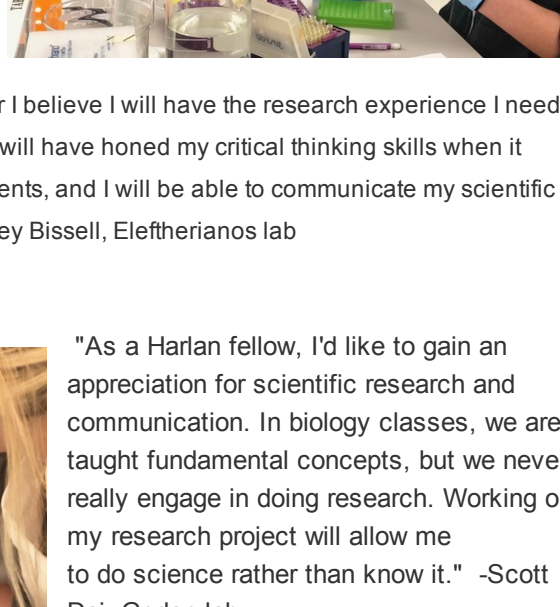 r I believe I will have the research experience I need
will have honed my critical thinking skills when it
ents, and I will be able to communicate my scientific
ey Bissell, Eleftherianos lab
"As a Harlan fellow, I'd like to gain an
appreciation for scientific research and
communication. In biology classes, we are
taught fundamental concepts, but we neve
really engage in doing research. Working o
my research project will allow me
to do science rather than know it." -Scott